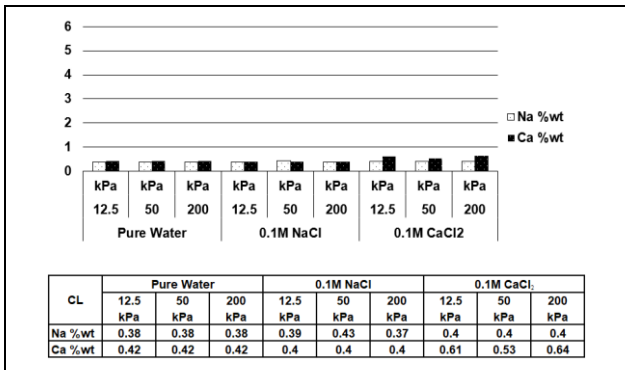 6
5
4
3
2
1
0
Na %wt
Ca %wt
kPa kPa kPa kPa kPa kPa kPa kPa kPa
12.5 50 200 12.5 50 200 12.5 50 200
Pure Water 0.1M NaCl 0.1M CaCl2
CL Pure Water 0.1M NaCl 0.1M CaCl₂
12.5 50 200 12.5 50 200 12.5 50 200
kPa kPa kPa kPa kPa kPa kPa kPa kPa
Na %wt 0.38 0.38 0.38 0.39 0.43 0.37 0.4 0.4 0.4
Ca %wt 0.42 0.42 0.42 0.4 0.4 0.4 0.61 0.53 0.64